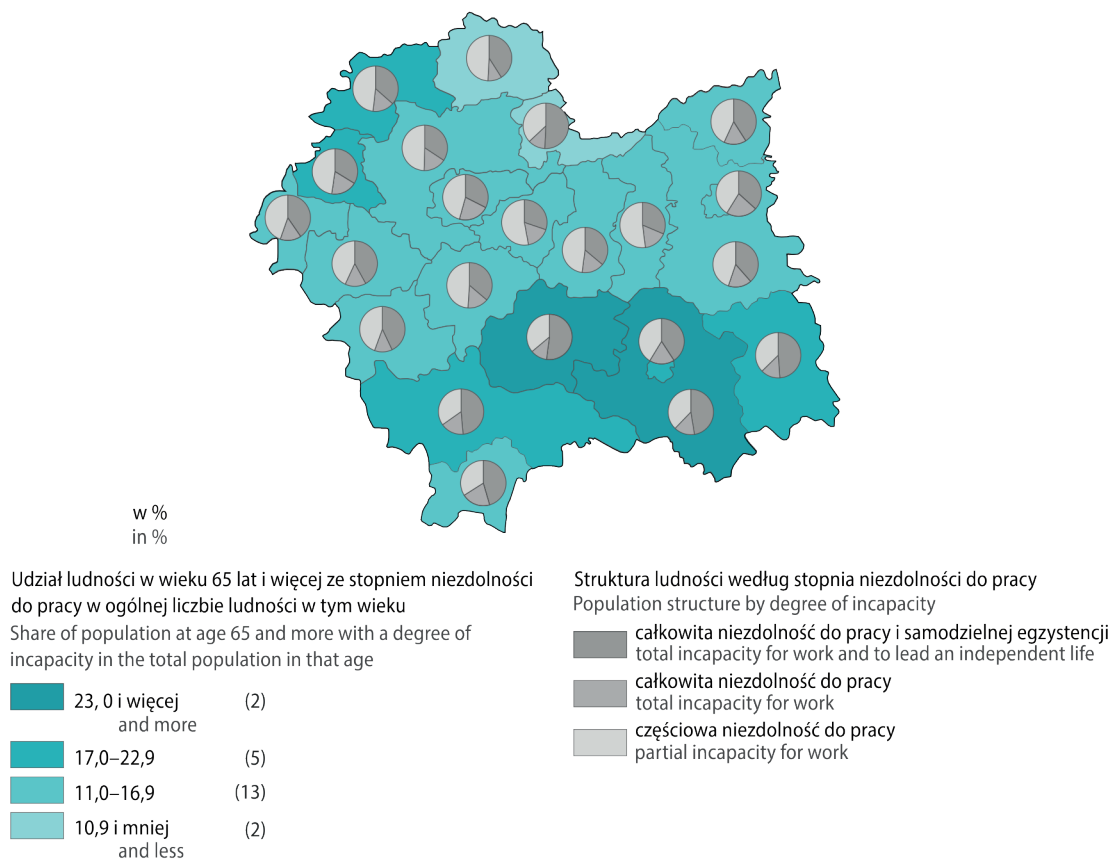 w %
in %
Udział ludności w wieku 65 lat i więcej ze stopniem niezdolności
do pracy w ogólnej liczbie ludności w tym wieku
Share of population at age 65 and more with a degree of
incapacity in the total population in that age
23, 0 i więcej (2)
and more
17,0–22,9 (5)
11,0–16,9 (13)
10,9 i mniej (2)
and less
Struktura ludności według stopnia niezdolności do pracy
Population structure by degree of incapacity
całkowita niezdolność do pracy i samodzielnej egzystencji
total incapacity for work and to lead an independent life
całkowita niezdolność do pracy
total incapacity for work
częściowa niezdolność do pracy
partial incapacity for work